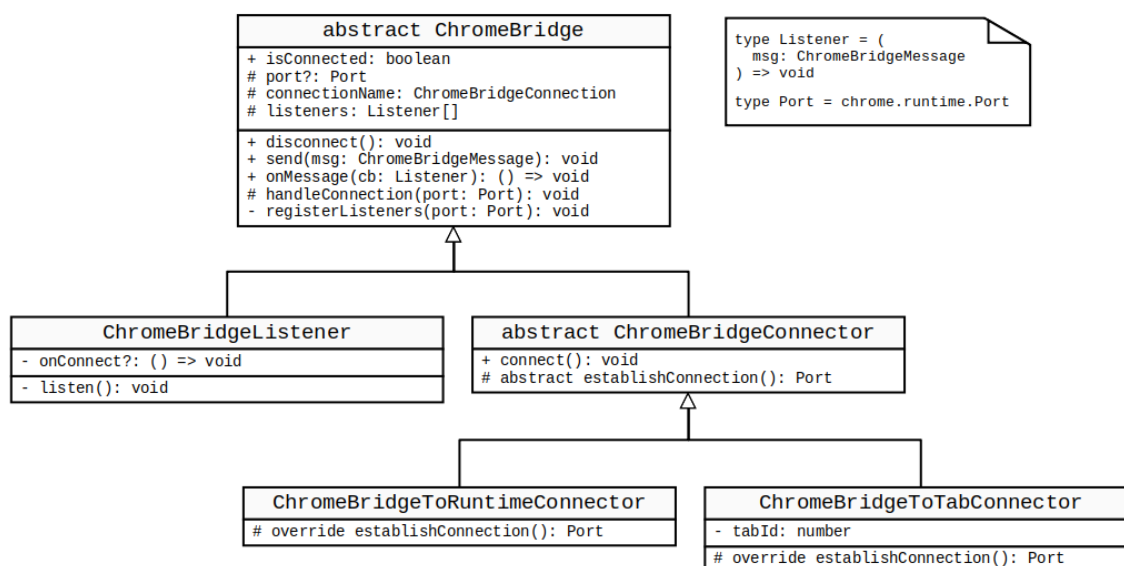 abstract ChromeBridge
+ isConnected: boolean
# port?: Port
# connectionName: ChromeBridgeConnection
# listeners: Listener[]
+ disconnect(): void
+ send(msg: ChromeBridgeMessage): void
+ onMessage(cb: Listener): () => void
# handleConnection(port: Port): void
- registerListeners(port: Port): void
type Listener = (
msg: ChromeBridgeMessage
) => void
type Port = chrome.runtime.Port
ChromeBridgeListener
- onConnect?: () => void
- listen(): void
abstract ChromeBridgeConnector
+ connect(): void
# abstract establishConnection(): Port
ChromeBridgeToRuntimeConnector
# override establishConnection(): Port
ChromeBridgeToTabConnector
- tabId: number
# override establishConnection(): Port